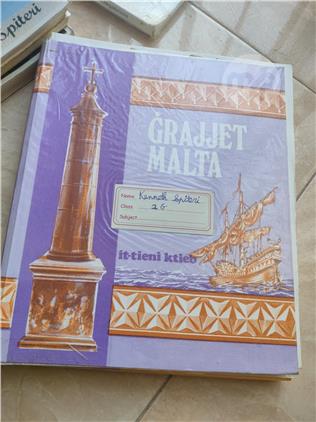 Spiteri
ĠRAJJET
MALTA
Name Kenneth Spiteri
Class 2G
Subject
it-tieni ktieb